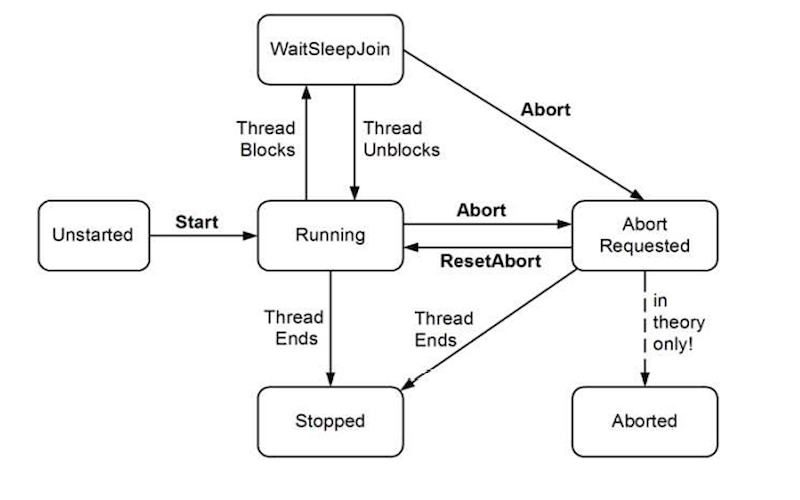 WaitSleepJoin
Abort
Thread
Blocks
Thread
Unblocks
Unstarted
Start
Running
Abort
ResetAbort
Abort
Requested
Thread
Ends
Thread
Ends
in
theory
only!
Stopped
Aborted